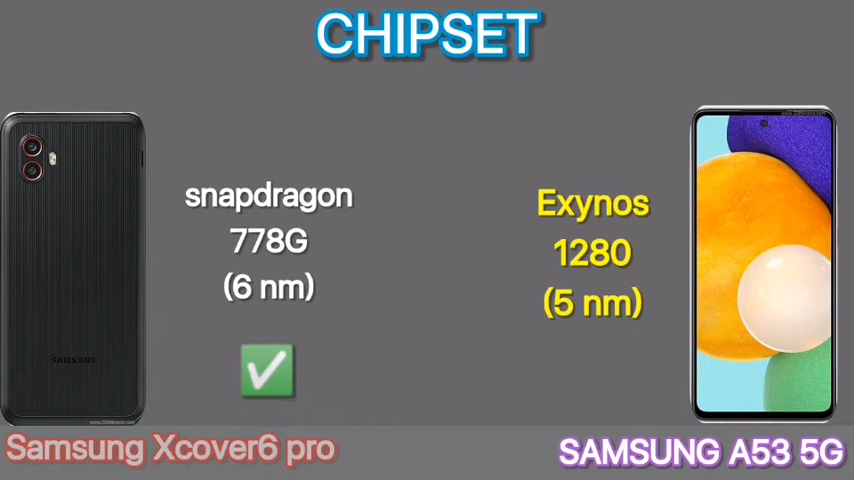 CHIPSET
snapdragon
778G
(6 nm)
Exynos
1280
(5 nm)
SAMSUNG
Samsung Xcover6 pro
SAMSUNG A53 5G